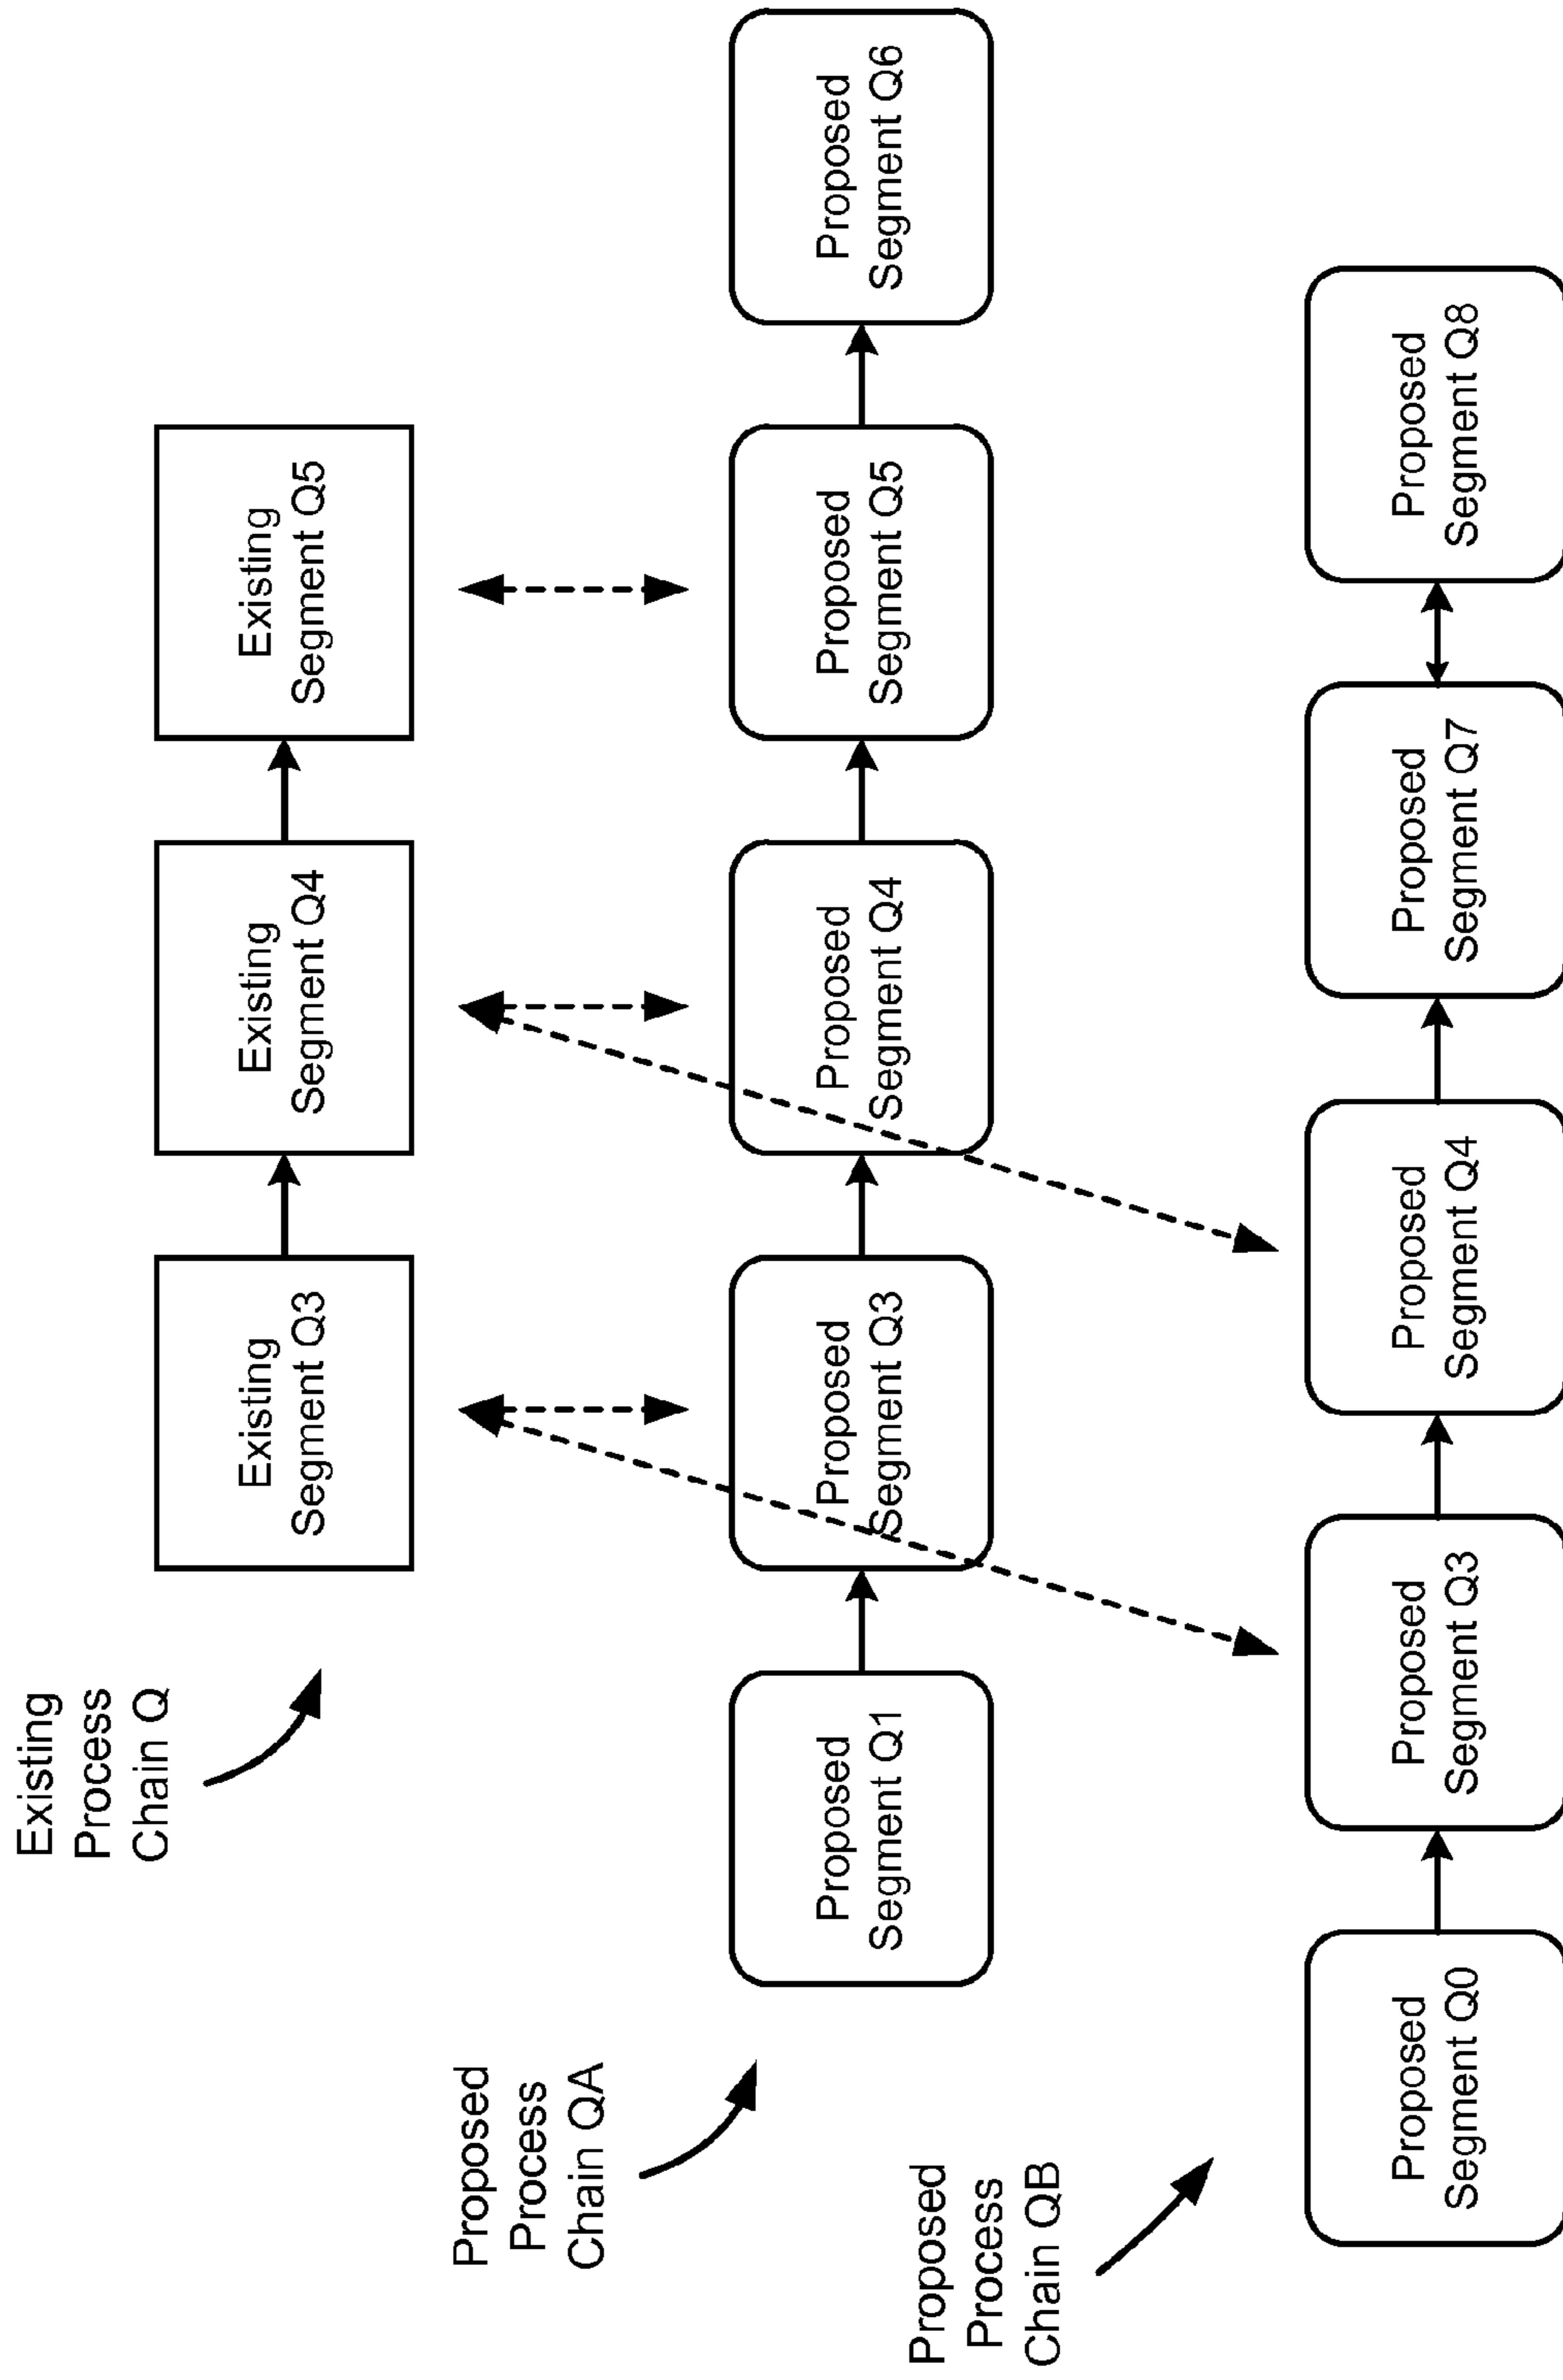 Existing
Process
Chain Q
Existing
Segment Q3
Existing
Segment Q4
Existing
Segment Q5
Proposed
Process
Chain QA
Proposed
Segment Q1
Proposed
Segment Q3
Proposed
Segment Q4
Proposed
Segment Q5
Proposed
Segment Q6
Proposed
Process
Chain QB
Proposed
Segment Q0
Proposed
Segment Q3
Proposed
Segment Q4
Proposed
Segment Q7
Proposed
Segment Q8